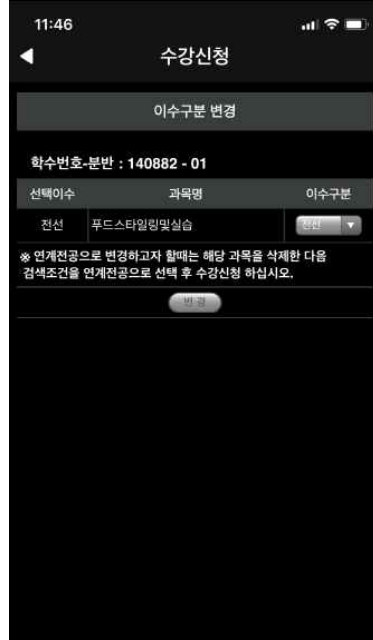 11:46
수강신청
이수구분 변경
학수번호-분반 : 140882 - 01
선택이수 과목명 이수구분
전선 푸드스타일링및실습 전선
※ 연계전공으로 변경하고자 할때는 해당 과목을 삭제한 다음
검색조건을 연계전공으로 선택 후 수강신청 하십시오.
변 경